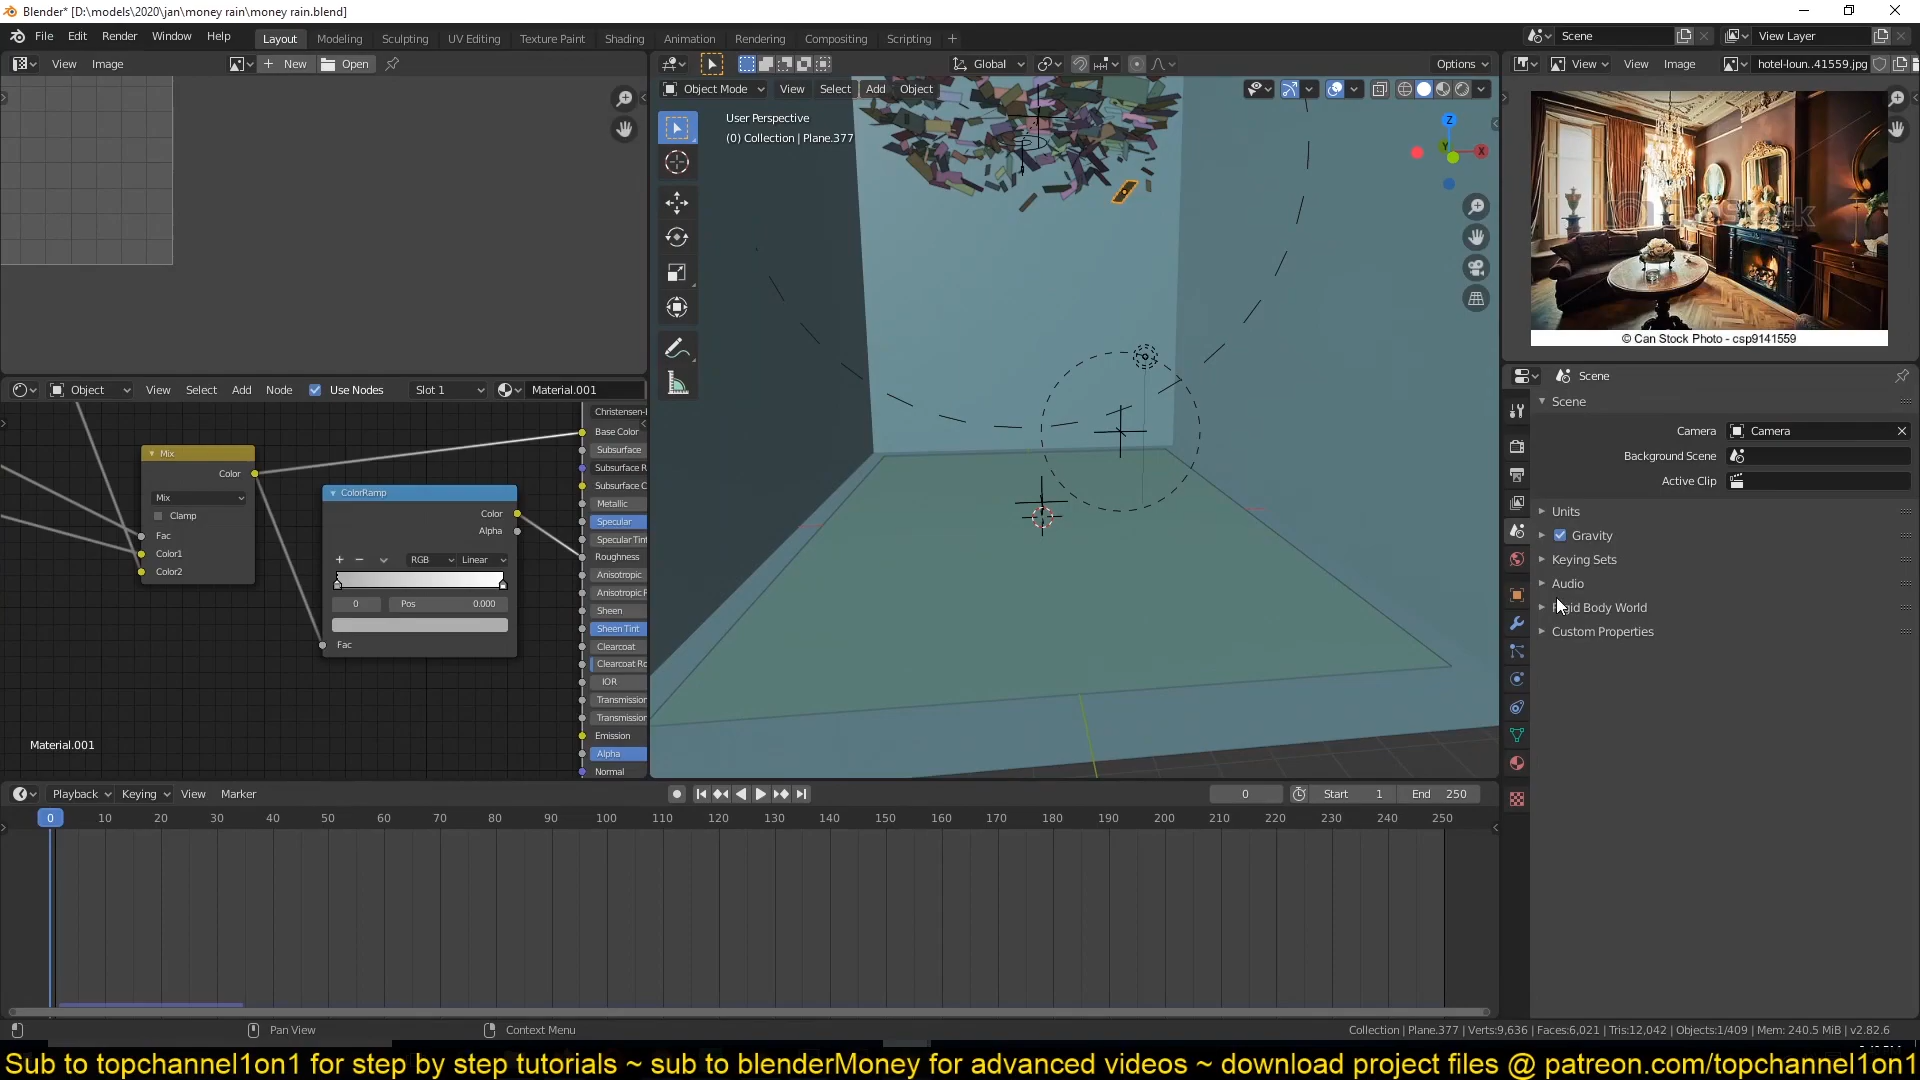 Blender* [D:\models\2020\jan\money rain\money rain.blend]
File Edit Render Window Help
Layout Modeling Sculpting UV Editing Texture Paint Shading Animation Rendering Compositing Scripting
Scene
View Layer
View Image
New
Open
Global
Options
View
View
Image
hotel-loun..41559.jpg
Object Mode
View Select Add Object
User Perspective
(0) Collection | Plane.377
Z
Y
X
© Can Stock Photo - csp9141559
Scene
Scene
Camera
Camera
Background Scene
Active Clip
Units
Gravity
Keying Sets
Audio
Rigid Body World
Custom Properties
Object
View Select Add Node
Use Nodes
Slot 1
Material.001
Mix
Color
Mix
Clamp
Fac
Color1
Color2
ColorRamp
Color
Alpha
RGB
Linear
0
Pos 0.000
Fac
Base Color
Subsurface
Metallic
Specular
Specular Tint
Roughness
Anisotropic
Sheen
Sheen Tint
Clearcoat
IOR
Transmission
Transmission
Emission
Alpha
Normal
Material.001
Playback Keying View Marker
0
Start 1
End 250
0 10 20 30 40 50 60 70 80 90 100 110 120 130 140 150 160 170 180 190 200 210 220 230 240 250
Pan View
Context Menu
Collection | Plane.377 | Verts:9,636 | Faces:6,021 | Tris:12,042 | Objects:1/409 | Mem: 240.5 MiB | v2.82.6
Sub to topchannel1on1 for step by step tutorials ~ sub to blenderMoney for advanced videos ~ download project files @ patreon.com/topchannel1on1